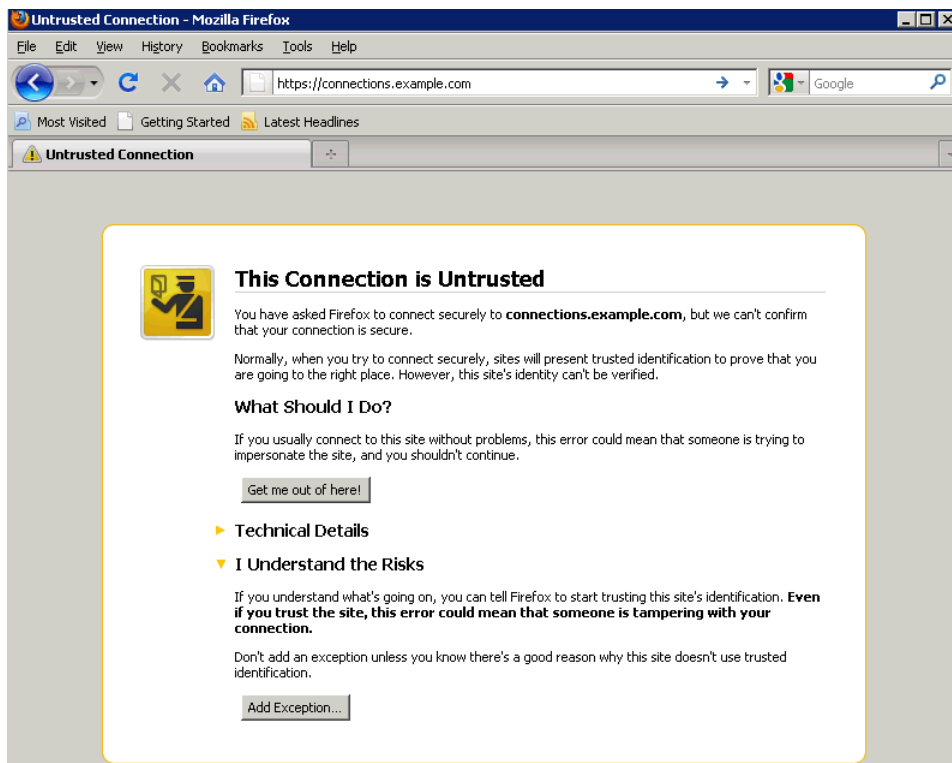 Untrusted Connection - Mozilla Firefox
File Edit View History Bookmarks Tools Help
https://connections.example.com Google
Most Visited Getting Started Latest Headlines
Untrusted Connection
This Connection is Untrusted
You have asked Firefox to connect securely to connections.example.com, but we can't confirm
that your connection is secure.
Normally, when you try to connect securely, sites will present trusted identification to prove that you
are going to the right place. However, this site's identity can't be verified.
What Should I Do?
If you usually connect to this site without problems, this error could mean that someone is trying to
impersonate the site, and you shouldn't continue.
Get me out of here!
Technical Details
I Understand the Risks
If you understand what's going on, you can tell Firefox to start trusting this site's identification. Even
if you trust the site, this error could mean that someone is tampering with your
connection.
Don't add an exception unless you know there's a good reason why this site doesn't use trusted
identification.
Add Exception...